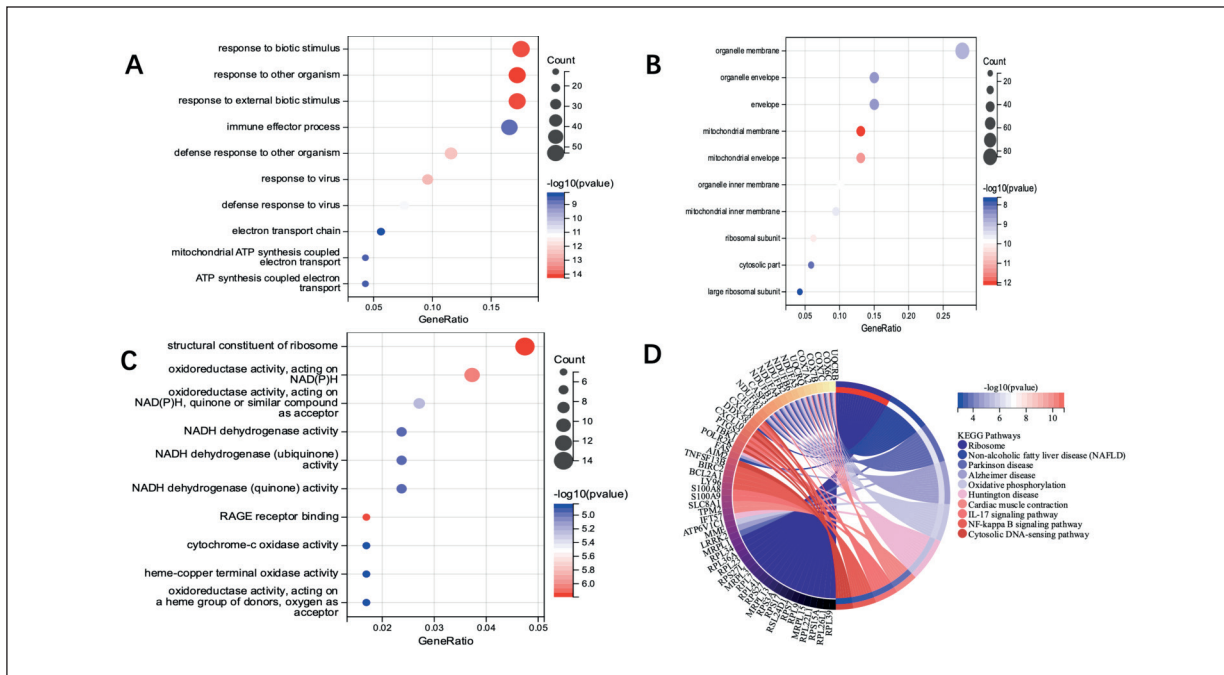 A
response to biotic stimulus
response to other organism
response to external biotic stimulus
immune effector process
defense response to other organism
response to virus
defense response to virus
electron transport chain
mitochondrial ATP synthesis coupled
electron transport
ATP synthesis coupled electron
transport
0.05 0.10 0.15
GeneRatio
Count
20
30
40
50
-log10(pvalue)
9
10
11
12
13
14
B
organelle membrane
organelle envelope
envelope
mitochondrial membrane
mitochondrial envelope
organelle inner membrane
mitochondrial inner membrane
ribosomal subunit
cytosolic part
large ribosomal subunit
0.05 0.10 0.15 0.20 0.25
GeneRatio
Count
20
40
60
80
-log10(pvalue)
8
9
10
11
12
C
structural constituent of ribosome
oxidoreductase activity, acting on
NAD(P)H
oxidoreductase activity, acting on
NAD(P)H, quinone or similar compound
as acceptor
NADH dehydrogenase activity
NADH dehydrogenase (ubiquinone)
activity
NADH dehydrogenase (quinone) activity
RAGE receptor binding
cytochrome-c oxidase activity
heme-copper terminal oxidase activity
oxidoreductase activity, acting on
a heme group of donors, oxygen as
acceptor
0.02 0.03 0.04 0.05
GeneRatio
Count
6
8
10
12
14
-log10(pvalue)
5.0
5.2
5.4
5.6
5.8
6.0
D
UQCRB
POLR2K
FAS
AIM2
TNFSF13B
BIRC3
BCL2A1
LY96
S100A8
S100A9
SLC8A1
TPM2
IFT57
ATP6V1C1
MME
LRRK2
RPL22L1
RPS15A
RPL26L1
RPL39
-log10(pvalue)
4 6 8 10
KEGG Pathways
Ribosome
Non-alcoholic fatty liver disease (NAFLD)
Parkinson disease
Alzheimer disease
Oxidative phosphorylation
Huntington disease
Cardiac muscle contraction
IL-17 signaling pathway
NF-kappa B signaling pathway
Cytosolic DNA-sensing pathway